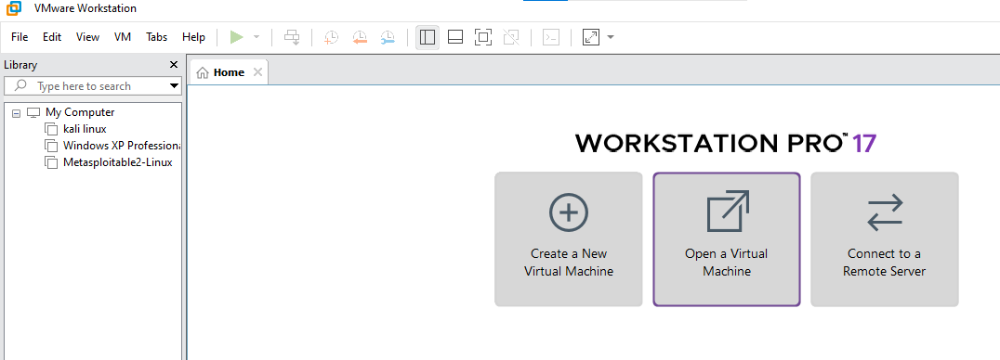 VMware Workstation
File Edit View VM Tabs Help
Library
Type here to search
My Computer
kali linux
Windows XP Professiona
Metasploitable2-Linux
Home
WORKSTATION PRO™ 17
Create a New
Virtual Machine
Open a Virtual
Machine
Connect to a
Remote Server